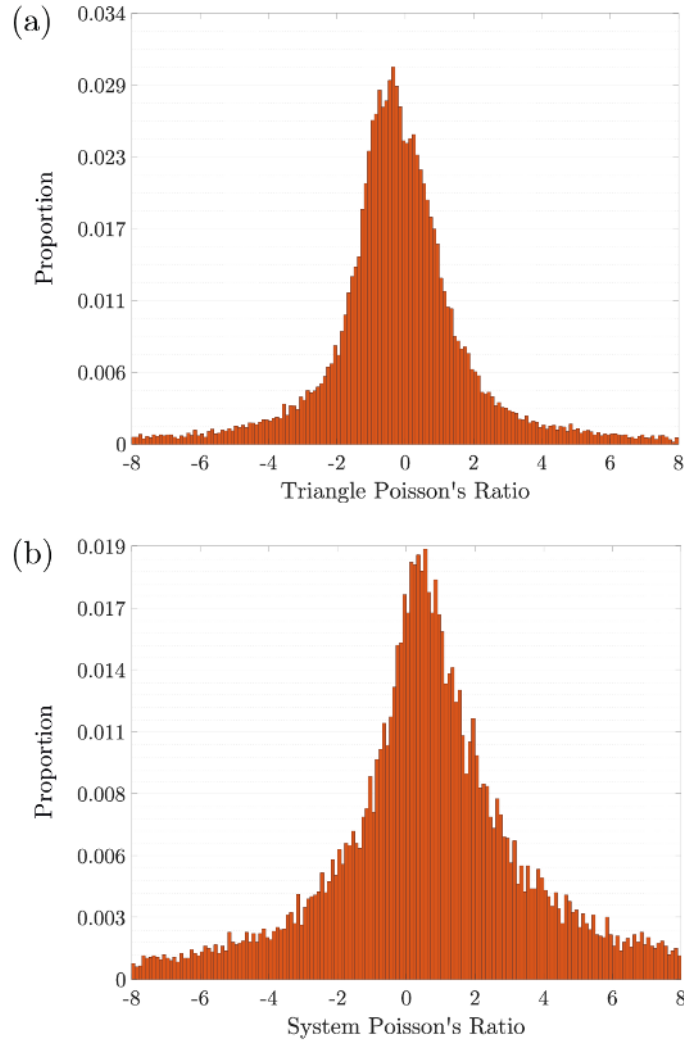 (a)
0.034
0.029
0.023
0.017
0.011
0.006
0
Proportion
-8 -6 -4 -2 0 2 4 6 8
Triangle Poisson's Ratio
(b)
0.019
0.017
0.014
0.011
0.008
0.006
0.003
0
Proportion
-8 -6 -4 -2 0 2 4 6 8
System Poisson's Ratio